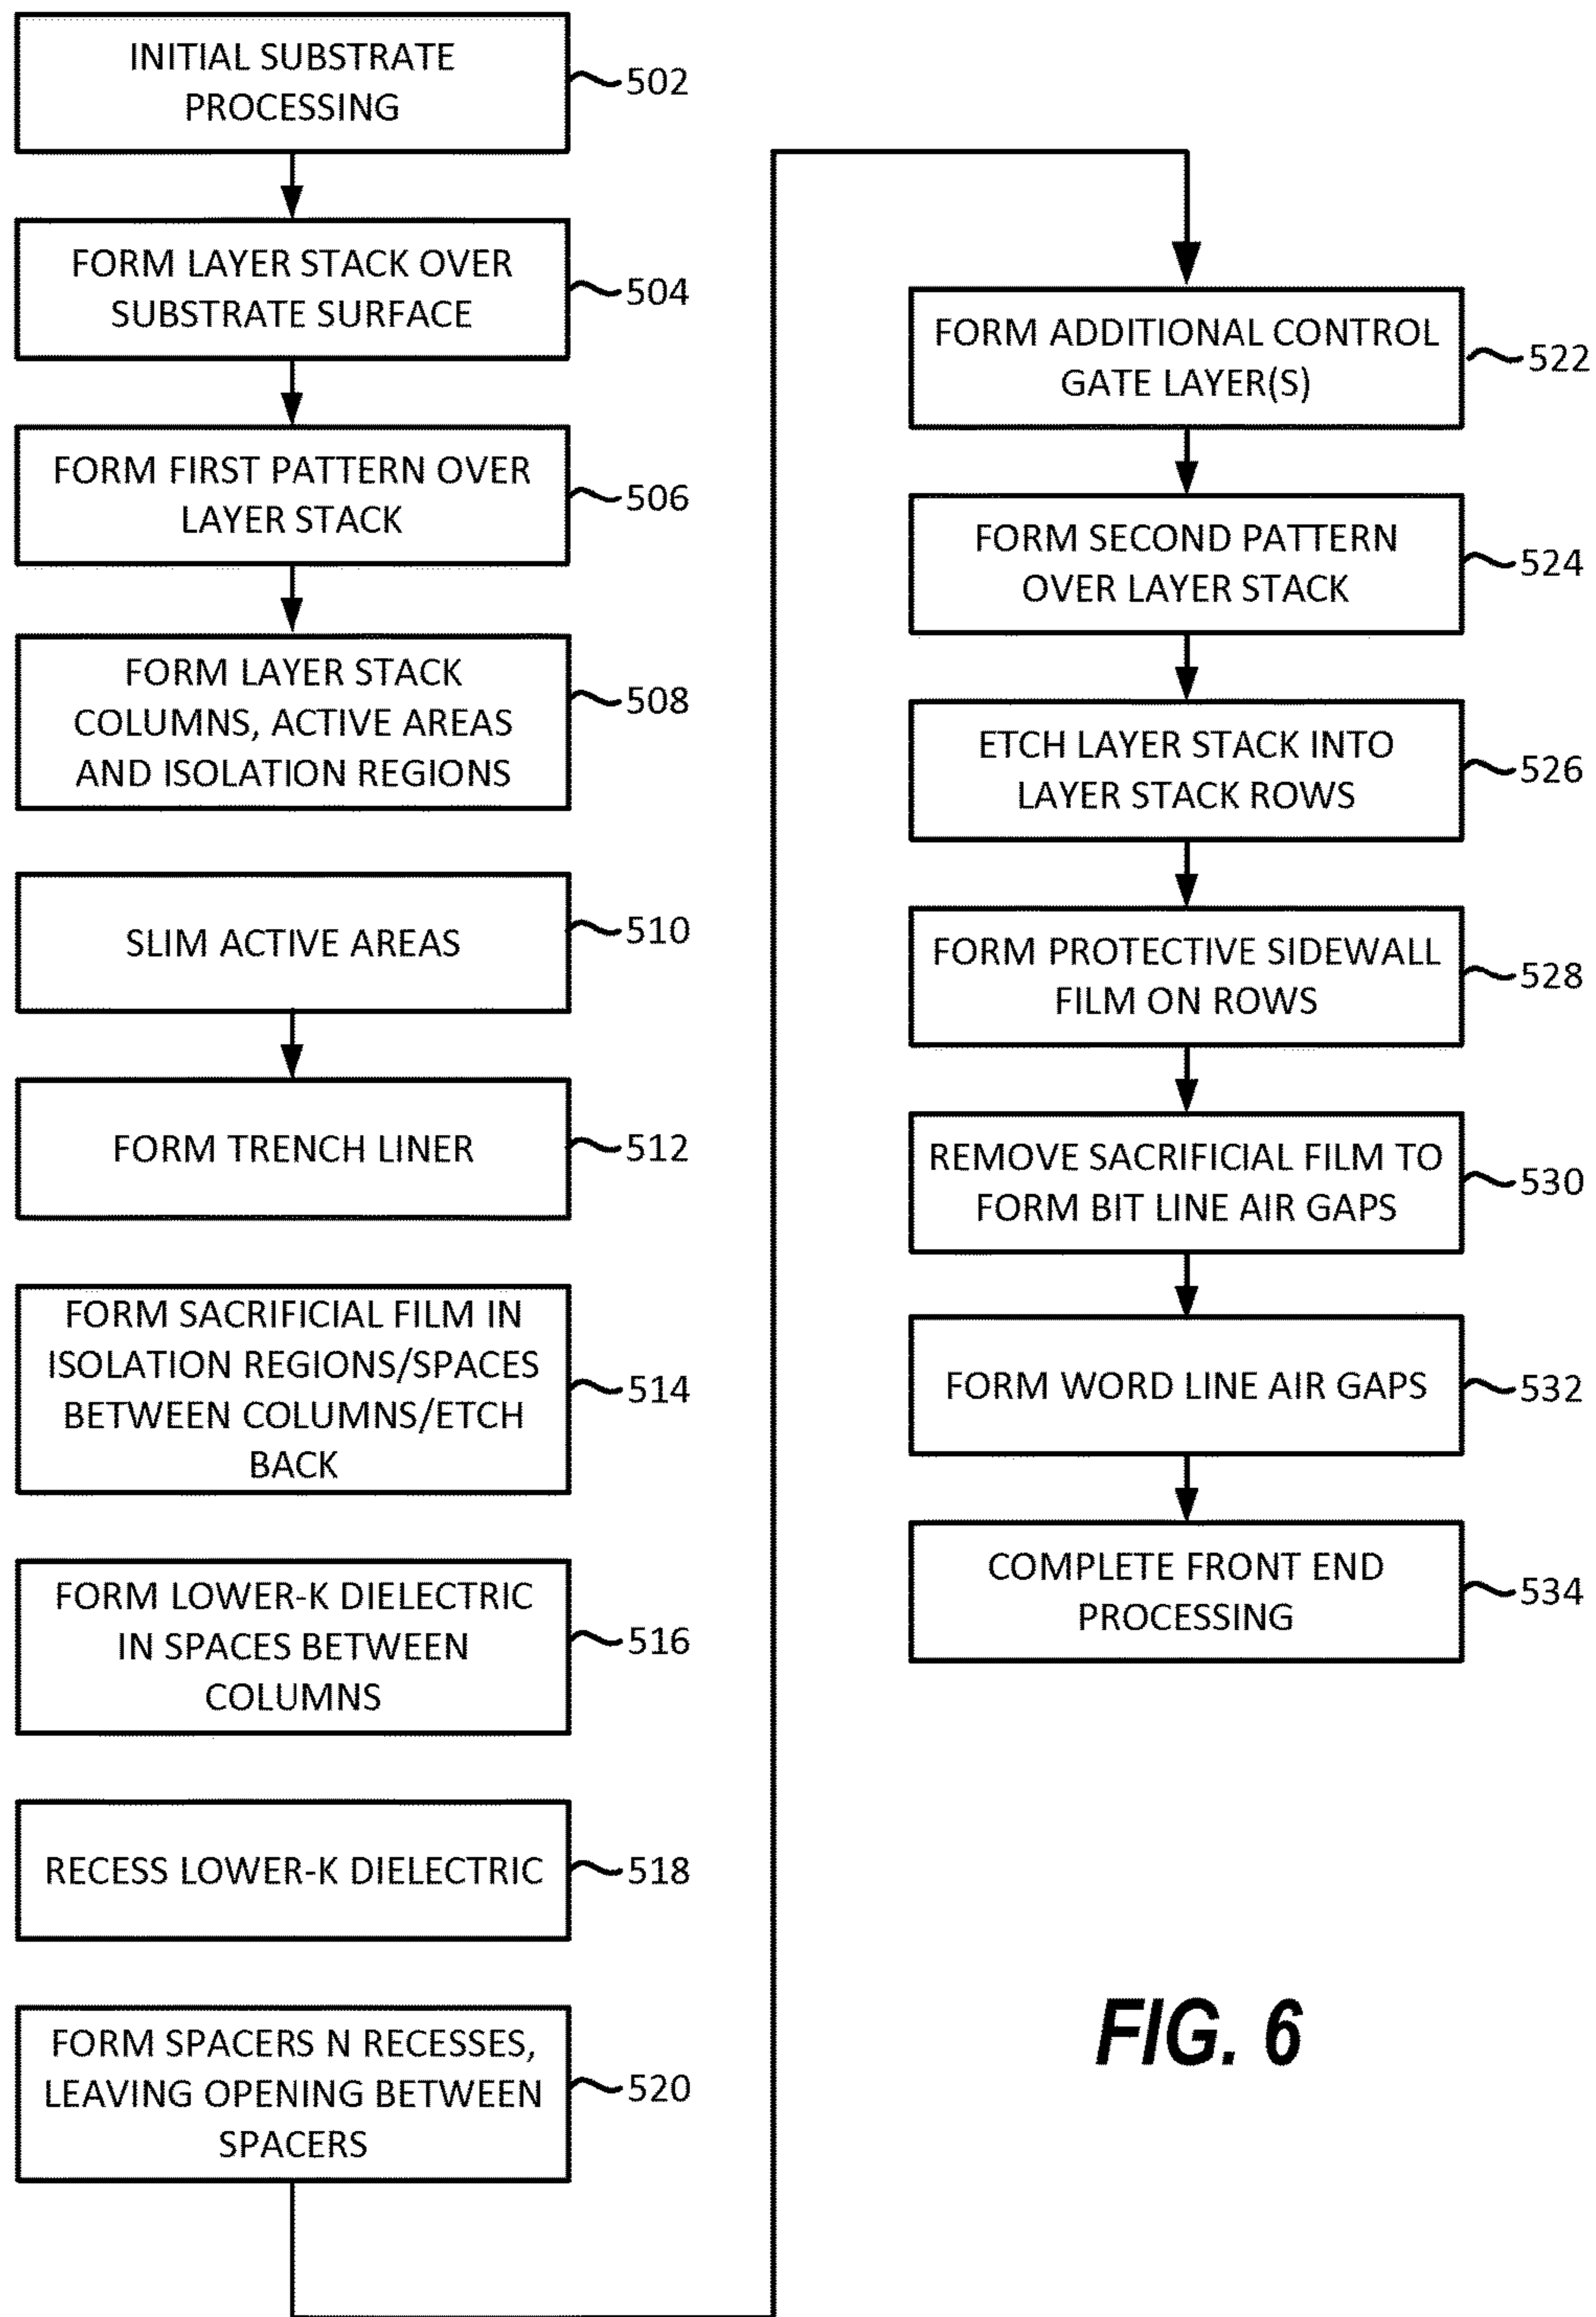 INITIAL SUBSTRATE
PROCESSING
502
FORM LAYER STACK OVER
SUBSTRATE SURFACE
504
FORM FIRST PATTERN OVER
LAYER STACK
506
FORM LAYER STACK
COLUMNS, ACTIVE AREAS
AND ISOLATION REGIONS
508
SLIM ACTIVE AREAS
510
FORM TRENCH LINER
512
FORM SACRIFICIAL FILM IN
ISOLATION REGIONS/SPACES
BETWEEN COLUMNS/ETCH
BACK
514
FORM LOWER-K DIELECTRIC
IN SPACES BETWEEN
COLUMNS
516
RECESS LOWER-K DIELECTRIC
518
FORM SPACERS N RECESSES,
LEAVING OPENING BETWEEN
SPACERS
520
FORM ADDITIONAL CONTROL
GATE LAYER(S)
522
FORM SECOND PATTERN
OVER LAYER STACK
524
ETCH LAYER STACK INTO
LAYER STACK ROWS
526
FORM PROTECTIVE SIDEWALL
FILM ON ROWS
528
REMOVE SACRIFICIAL FILM TO
FORM BIT LINE AIR GAPS
530
FORM WORD LINE AIR GAPS
532
COMPLETE FRONT END
PROCESSING
534
FIG. 6